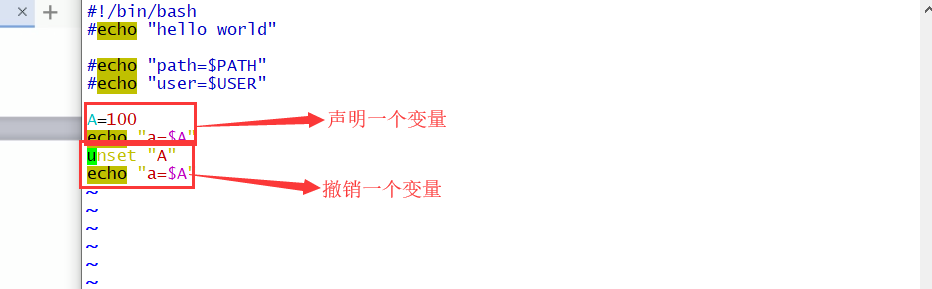 #!/bin/bash
#echo "hello world"
#echo "path=$PATH"
#echo "user=$USER"
A=100
声明一个变量
echo "a=$A"
unset "A"
echo "a=$A"
撤销一个变量
~
~
~
~
~
~